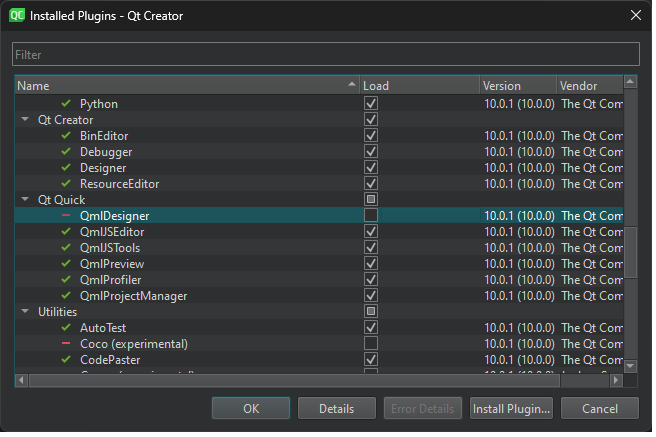 QC Installed Plugins - Qt Creator
Filter
Name Load Version Vendor
Python 10.0.1 (10.0.0) The Qt Com
Qt Creator
BinEditor 10.0.1 (10.0.0) The Qt Com
Debugger 10.0.1 (10.0.0) The Qt Com
Designer 10.0.1 (10.0.0) The Qt Com
ResourceEditor 10.0.1 (10.0.0) The Qt Com
Qt Quick
QmlDesigner 10.0.1 (10.0.0) The Qt Com
QmlJSEditor 10.0.1 (10.0.0) The Qt Com
QmlJSTools 10.0.1 (10.0.0) The Qt Com
QmlPreview 10.0.1 (10.0.0) The Qt Com
QmlProfiler 10.0.1 (10.0.0) The Qt Com
QmlProjectManager 10.0.1 (10.0.0) The Qt Com
Utilities
AutoTest 10.0.1 (10.0.0) The Qt Com
Coco (experimental) 10.0.1 (10.0.0) The Qt Com
CodePaster 10.0.1 (10.0.0) The Qt Com
OK Details Error Details Install Plugin... Cancel